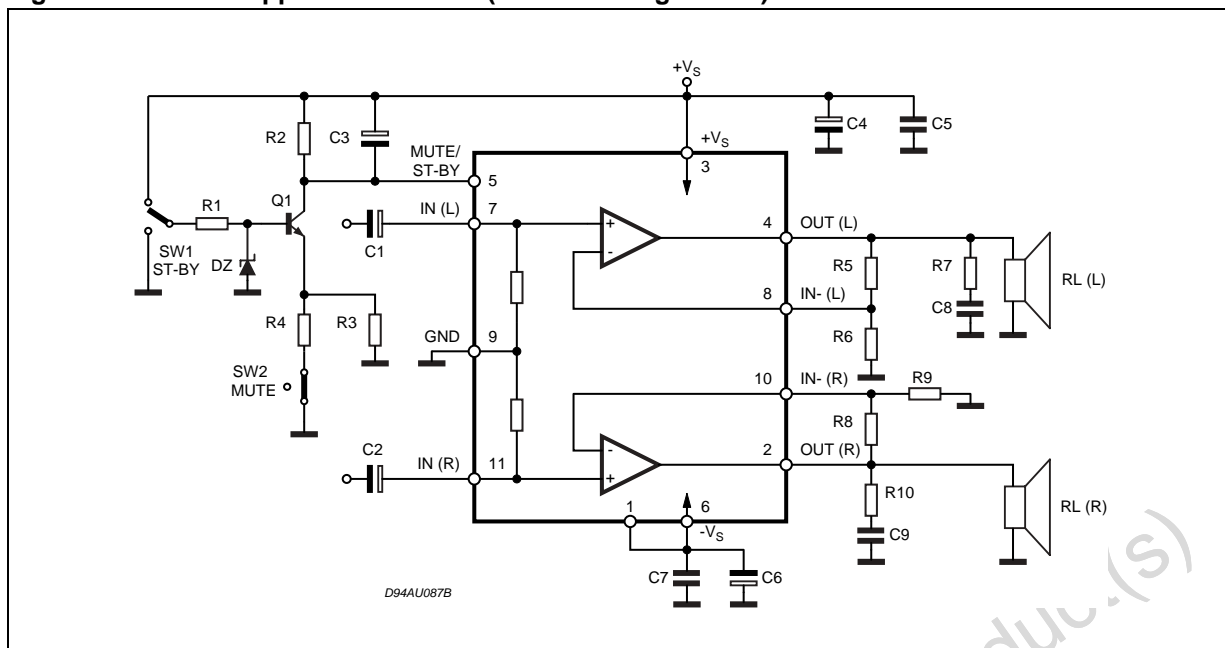 +VS
R2
C3
C4
C5
MUTE/
ST-BY
+VS
3
5
Q1
R1
IN (L)
7
4
OUT (L)
+
-
C1
SW1
ST-BY
DZ
R5
R7
RL (L)
8
IN- (L)
C8
R4
R3
GND
9
R6
SW2
MUTE
10
IN- (R)
R9
R8
C2
IN (R)
11
-
+
2
OUT (R)
R10
RL (R)
1
6
-VS
C9
C7
C6
D94AU087B